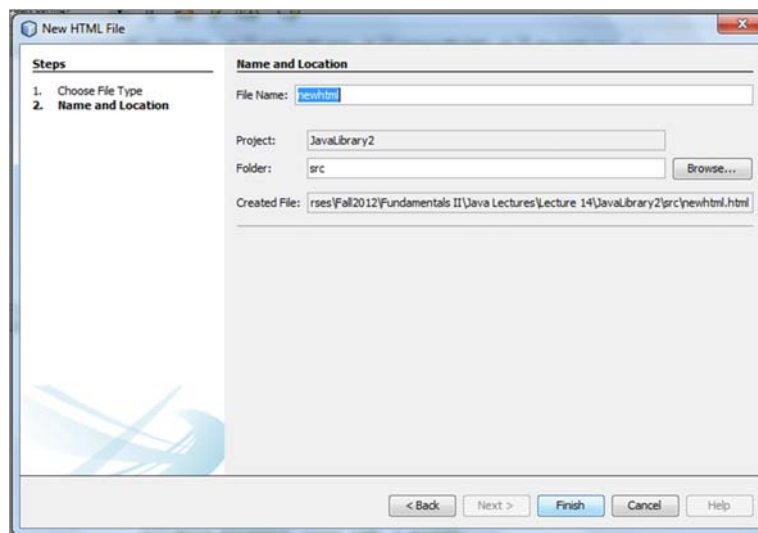 New HTML File
Steps
1. Choose File Type
2. Name and Location
Name and Location
File Name: newhtml
Project: JavaLibrary2
Folder: src
Browse...
Created File: rses\Fall2012\Fundamentals II\Java Lectures\Lecture 14\JavaLibrary2\src\newhtml.html
< Back Next > Finish Cancel Help